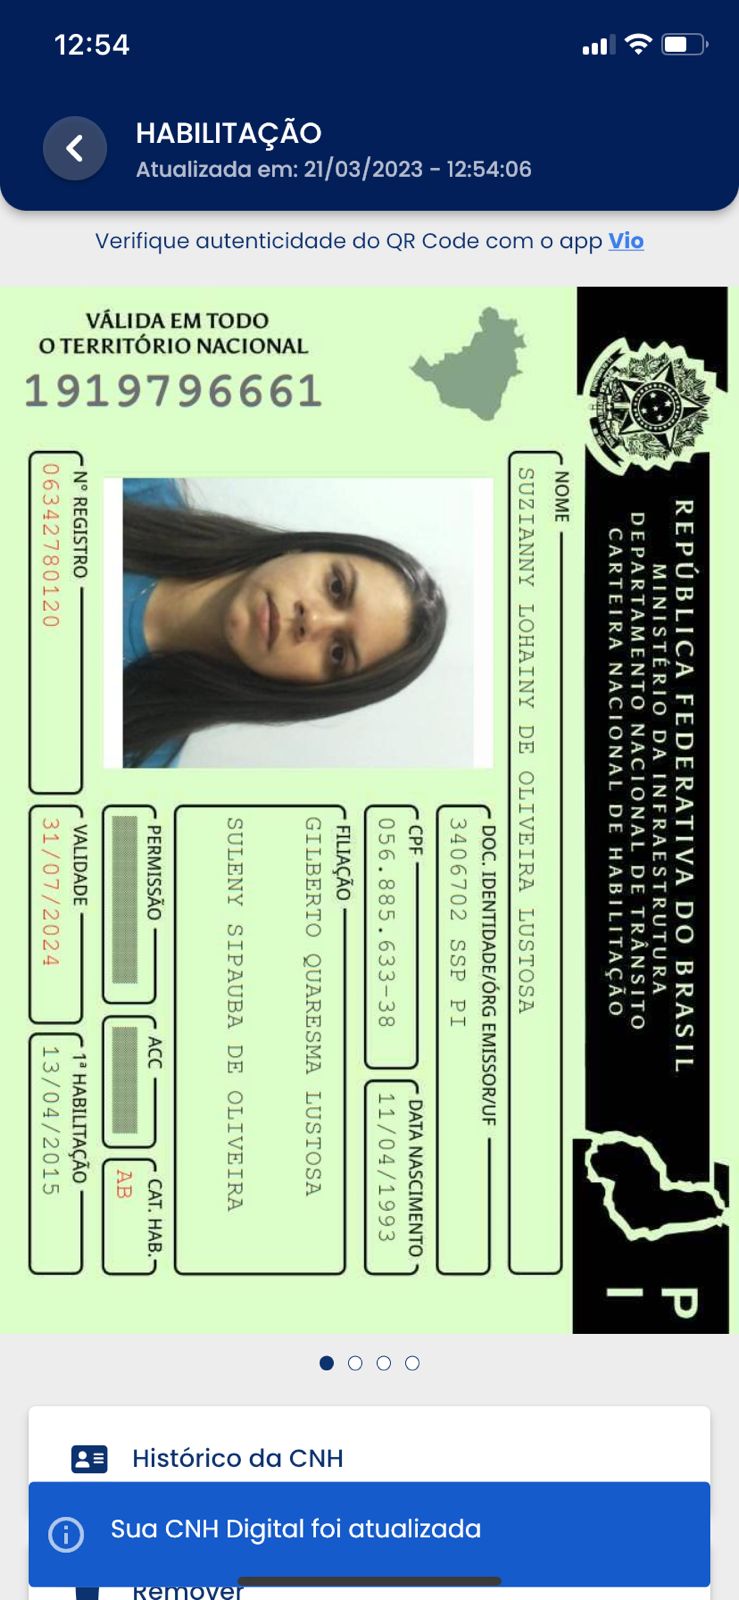 12:54
HABILITAÇÃO
Atualizada em: 21/03/2023 - 12:54:06
Verifique autenticidade do QR Code com o app Vio
VÁLIDA EM TODO
O TERRITÓRIO NACIONAL
1919796661
REPÚBLICA FEDERATIVA DO BRASIL
MINISTÉRIO DA INFRAESTRUTURA
DEPARTAMENTO NACIONAL DE TRÂNSITO
CARTEIRA NACIONAL DE HABILITAÇÃO
PI
NOME
SUZIANNY LOHAINY DE OLIVEIRA LUSTOSA
DOC. IDENTIDADE/ÓRG EMISSOR/UF
3406702 SSP PI
CPF
056.885.633-38
DATA NASCIMENTO
11/04/1993
FILIAÇÃO
GILBERTO QUARESMA LUSTOSA
SULENY SIPAUBA DE OLIVEIRA
PERMISSÃO
ACC
CAT. HAB.
AB
Nº REGISTRO
06342780120
VALIDADE
31/07/2024
1ª HABILITAÇÃO
13/04/2015
Histórico da CNH
Sua CNH Digital foi atualizada
Remover